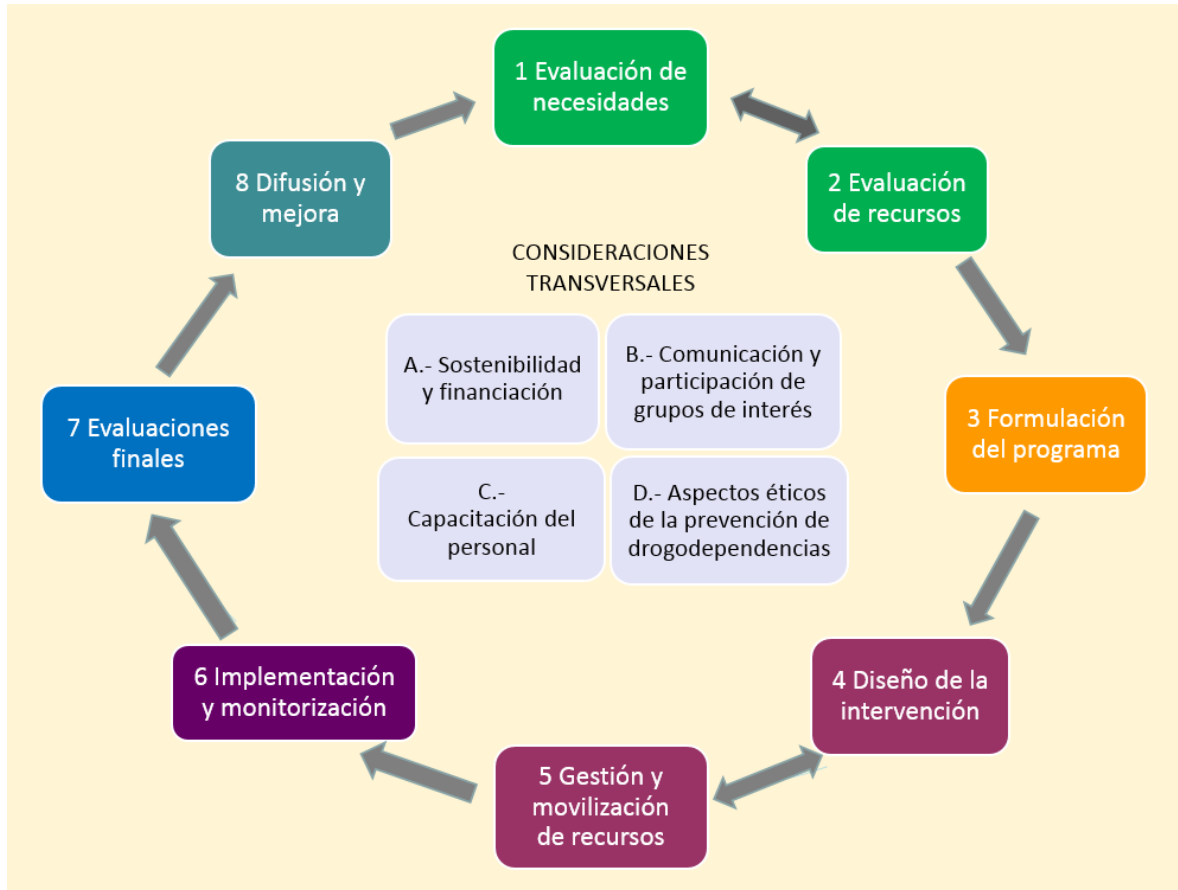 1 Evaluación de
necesidades
2 Evaluación
de recursos
3 Formulación
del programa
4 Diseño de la
intervención
5 Gestión y
movilización
de recursos
6 Implementación
y monitorización
7 Evaluaciones
finales
8 Difusión y
mejora
CONSIDERACIONES
TRANSVERSALES
A.- Sostenibilidad
y financiación
B.- Comunicación y
participación de
grupos de interés
C.-
Capacitación del
personal
D.- Aspectos éticos
de la prevención de
drogodependencias